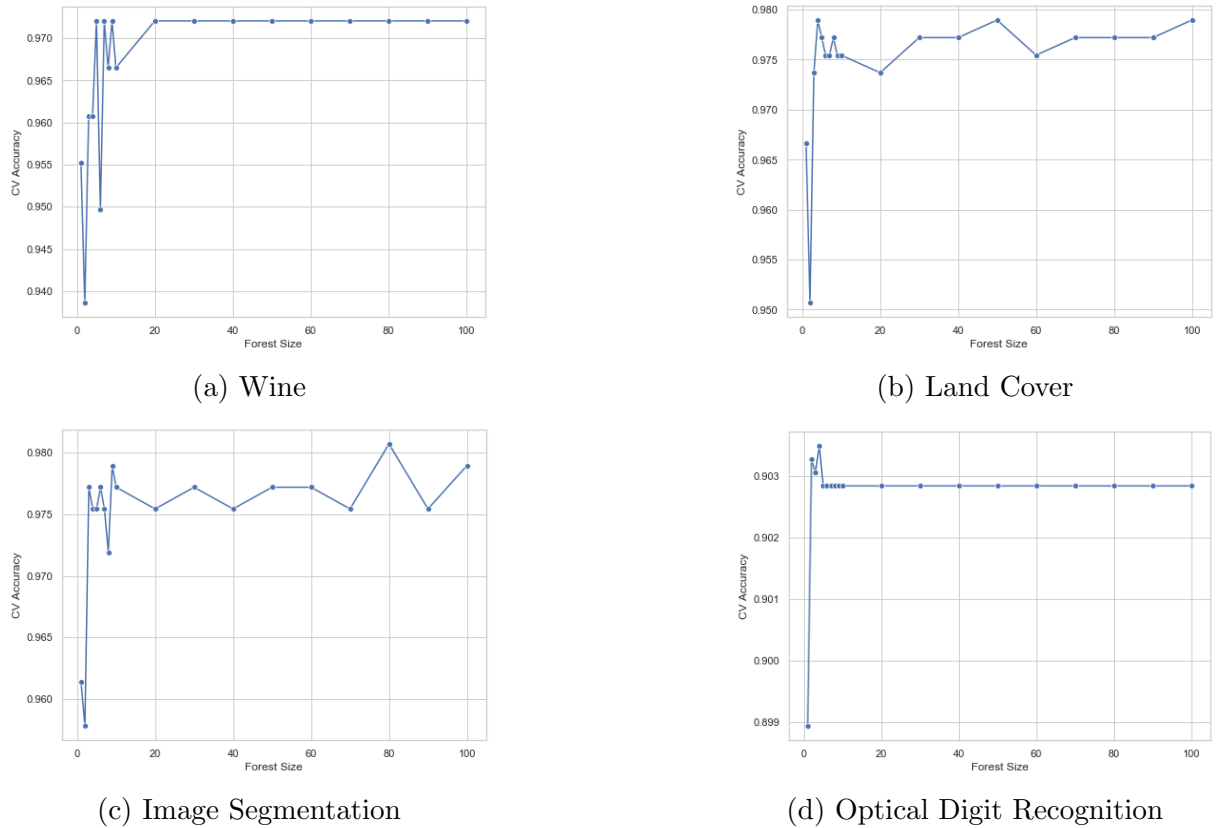 0.970
0.965
0.960
0.955
0.950
0.945
0.940
CV Accuracy
0 20 40 60 80 100
Forest Size
(a) Wine
0.980
0.975
0.970
0.965
0.960
0.955
0.950
CV Accuracy
0 20 40 60 80 100
Forest Size
(b) Land Cover
0.980
0.975
0.970
0.965
0.960
CV Accuracy
0 20 40 60 80 100
Forest Size
(c) Image Segmentation
0.903
0.902
0.901
0.900
0.899
CV Accuracy
0 20 40 60 80 100
Forest Size
(d) Optical Digit Recognition